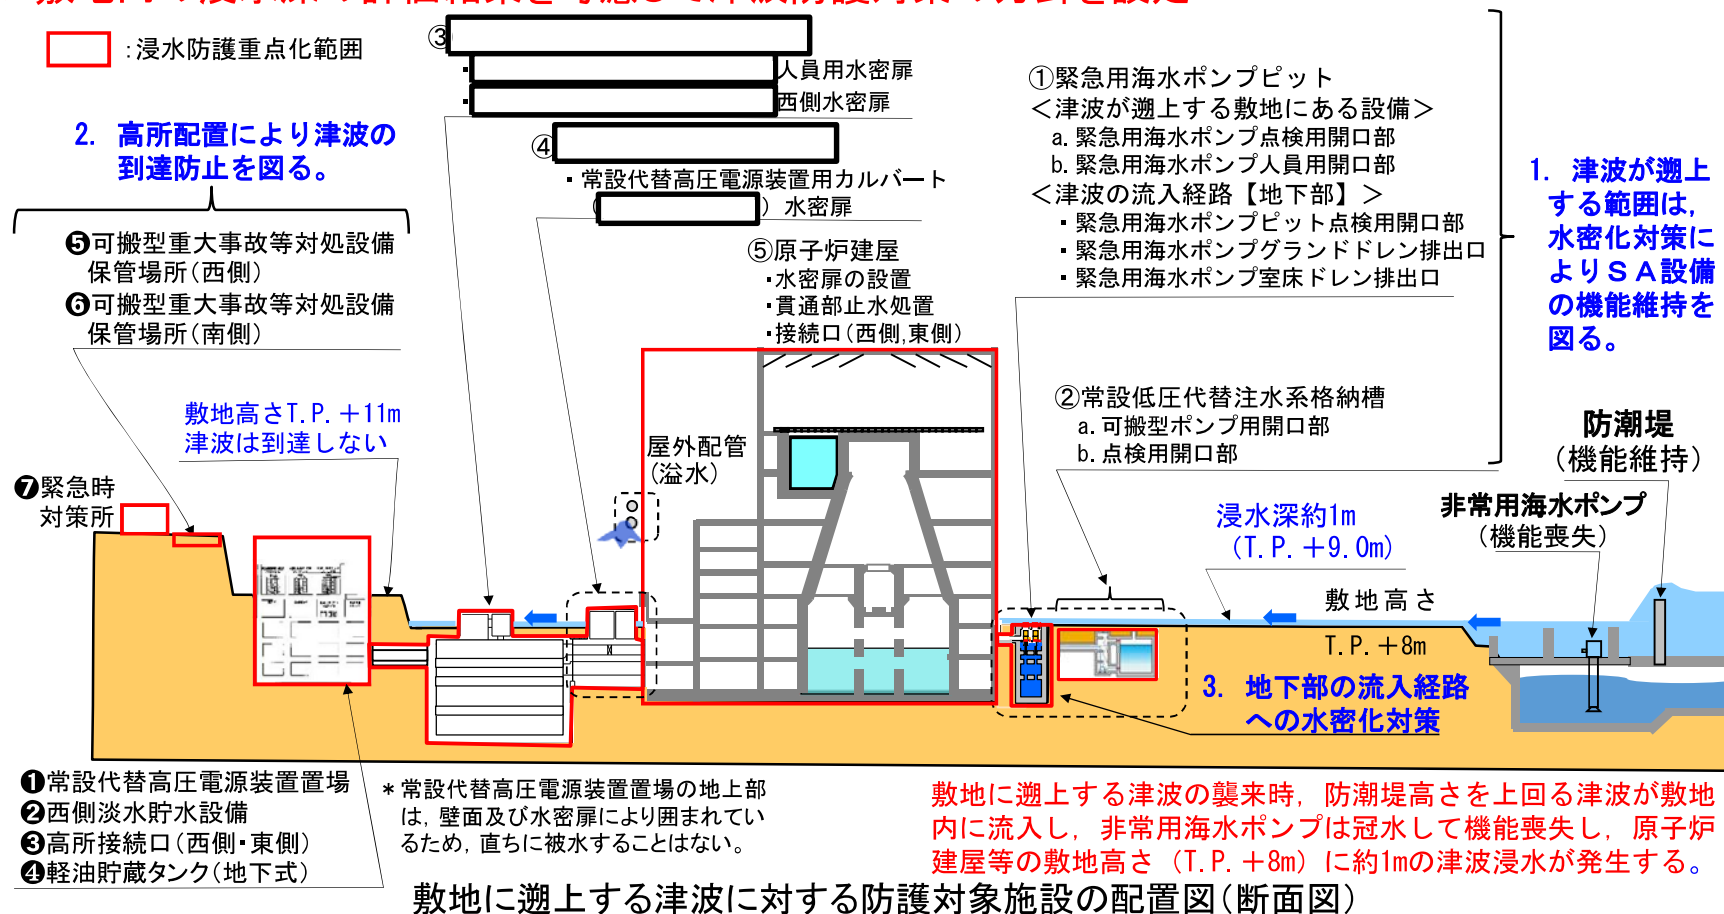 敷地内の浸水深の評価結果を考慮して津波防護対策の方針を設定
:浸水防護重点化範囲
③
・ 人員用水密扉
・ 西側水密扉
④
・常設代替高圧電源装置用カルバート
( ) 水密扉
⑤原子炉建屋
・水密扉の設置
・貫通部止水処置
・接続口(西側,東側)
①緊急用海水ポンプピット
＜津波が遡上する敷地にある設備＞
a.緊急用海水ポンプ点検用開口部
b.緊急用海水ポンプ人員用開口部
＜津波の流入経路【地下部】＞
・緊急用海水ポンプピット点検用開口部
・緊急用海水ポンプグランドドレン排出口
・緊急用海水ポンプ室床ドレン排出口
1. 津波が遡上
する範囲は,
水密化対策に
よりＳＡ設備
の機能維持を
図る。
2. 高所配置により津波の
到達防止を図る。
❺可搬型重大事故等対処設備
保管場所(西側)
❻可搬型重大事故等対処設備
保管場所(南側)
敷地高さT.P.＋11m
津波は到達しない
❼緊急時
対策所
屋外配管
(溢水)
②常設低圧代替注水系格納槽
a.可搬型ポンプ用開口部
b.点検用開口部
防潮堤
(機能維持)
非常用海水ポンプ
(機能喪失)
浸水深約1m
(T.P.＋9.0m)
敷地高さ
T.P.＋8m
3. 地下部の流入経路
への水密化対策
❶常設代替高圧電源装置置場
❷西側淡水貯水設備
❸高所接続口(西側・東側)
❹軽油貯蔵タンク(地下式)
＊常設代替高圧電源装置置場の地上部
は,壁面及び水密扉により囲まれてい
るため,直ちに被水することはない。
敷地に遡上する津波の襲来時, 防潮堤高さを上回る津波が敷地
内に流入し, 非常用海水ポンプは冠水して機能喪失し, 原子炉
建屋等の敷地高さ (T.P.＋8m) に約1mの津波浸水が発生する。
敷地に遡上する津波に対する防護対象施設の配置図(断面図)